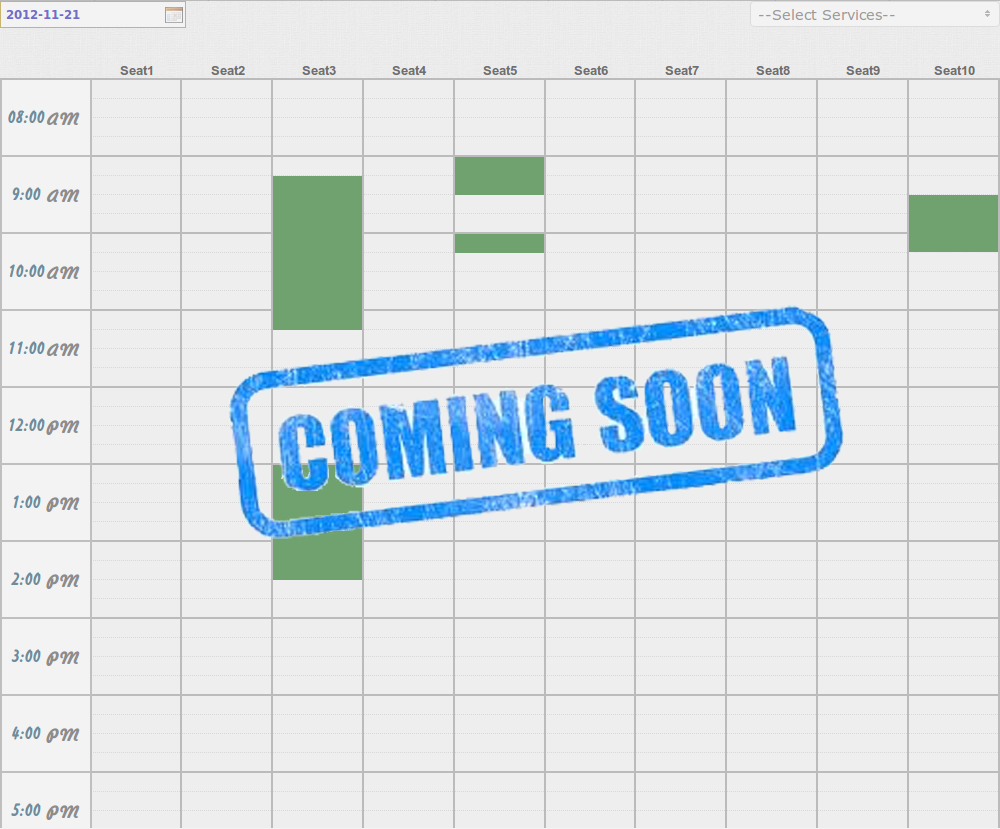 2012-11-21 --Select Services--
Seat1 Seat2 Seat3 Seat4 Seat5 Seat6 Seat7 Seat8 Seat9 Seat10
08:00 am
9:00 am
10:00 am
11:00 am
COMING SOON
12:00 pm
1:00 pm
2:00 pm
3:00 pm
4:00 pm
5:00 pm